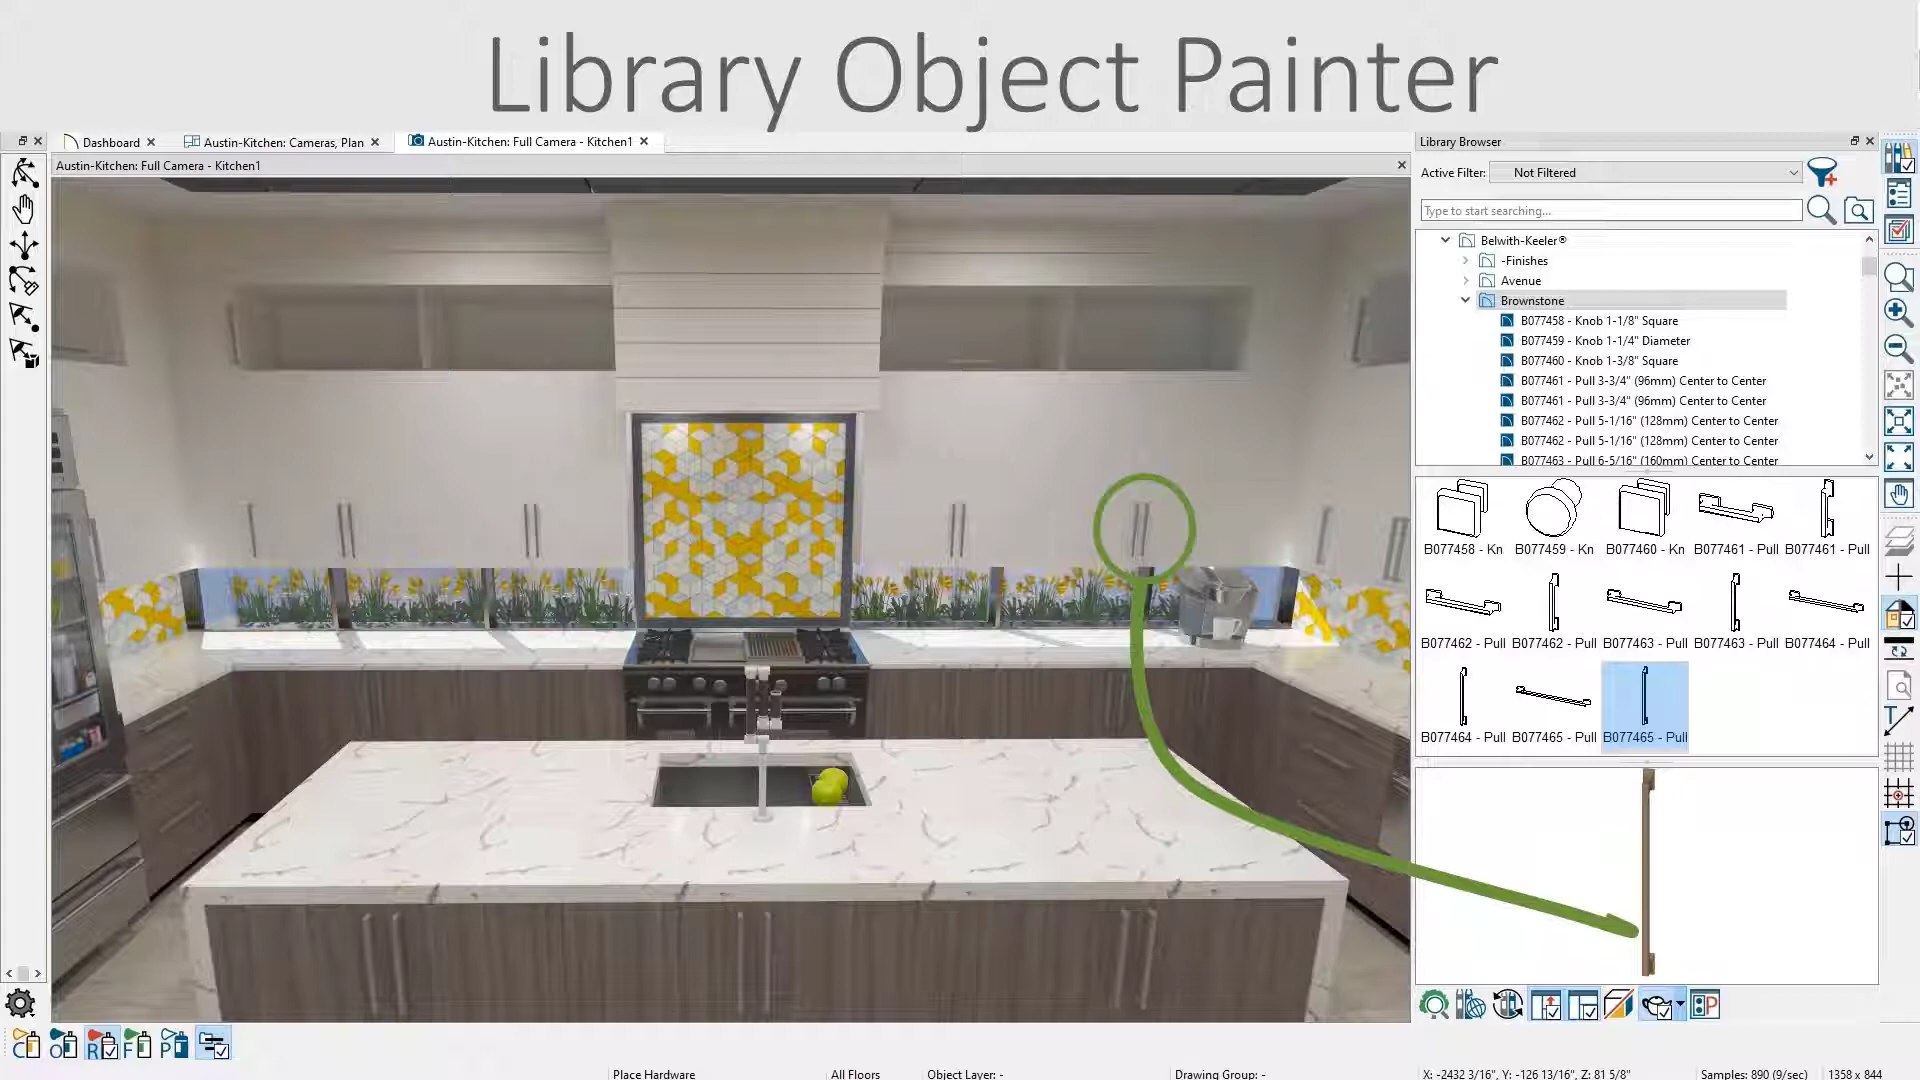 Library Object Painter
Dashboard
Austin-Kitchen: Cameras, Plan
Austin-Kitchen: Full Camera - Kitchen1
Austin-Kitchen: Full Camera - Kitchen1
Library Browser
Active Filter:
Not Filtered
Type to start searching...
Belwith-Keeler®
-Finishes
Avenue
Brownstone
B077458 - Knob 1-1/8" Square
B077459 - Knob 1-1/4" Diameter
B077460 - Knob 1-3/8" Square
B077461 - Pull 3-3/4" (96mm) Center to Center
B077461 - Pull 3-3/4" (96mm) Center to Center
B077462 - Pull 5-1/16" (128mm) Center to Center
B077462 - Pull 5-1/16" (128mm) Center to Center
B077463 - Pull 6-5/16" (160mm) Center to Center
B077458 - Kn B077459 - Kn B077460 - Kn B077461 - Pull B077461 - Pull
B077462 - Pull B077462 - Pull B077463 - Pull B077463 - Pull B077464 - Pull
B077464 - Pull B077465 - Pull B077465 - Pull
P
C O R F P
Place Hardware
All Floors
Object Layer: -
Drawing Group: -
X: -2432 3/16", Y: -126 13/16", Z: 81 5/8"
Samples: 890 (9/sec)
1358 x 844